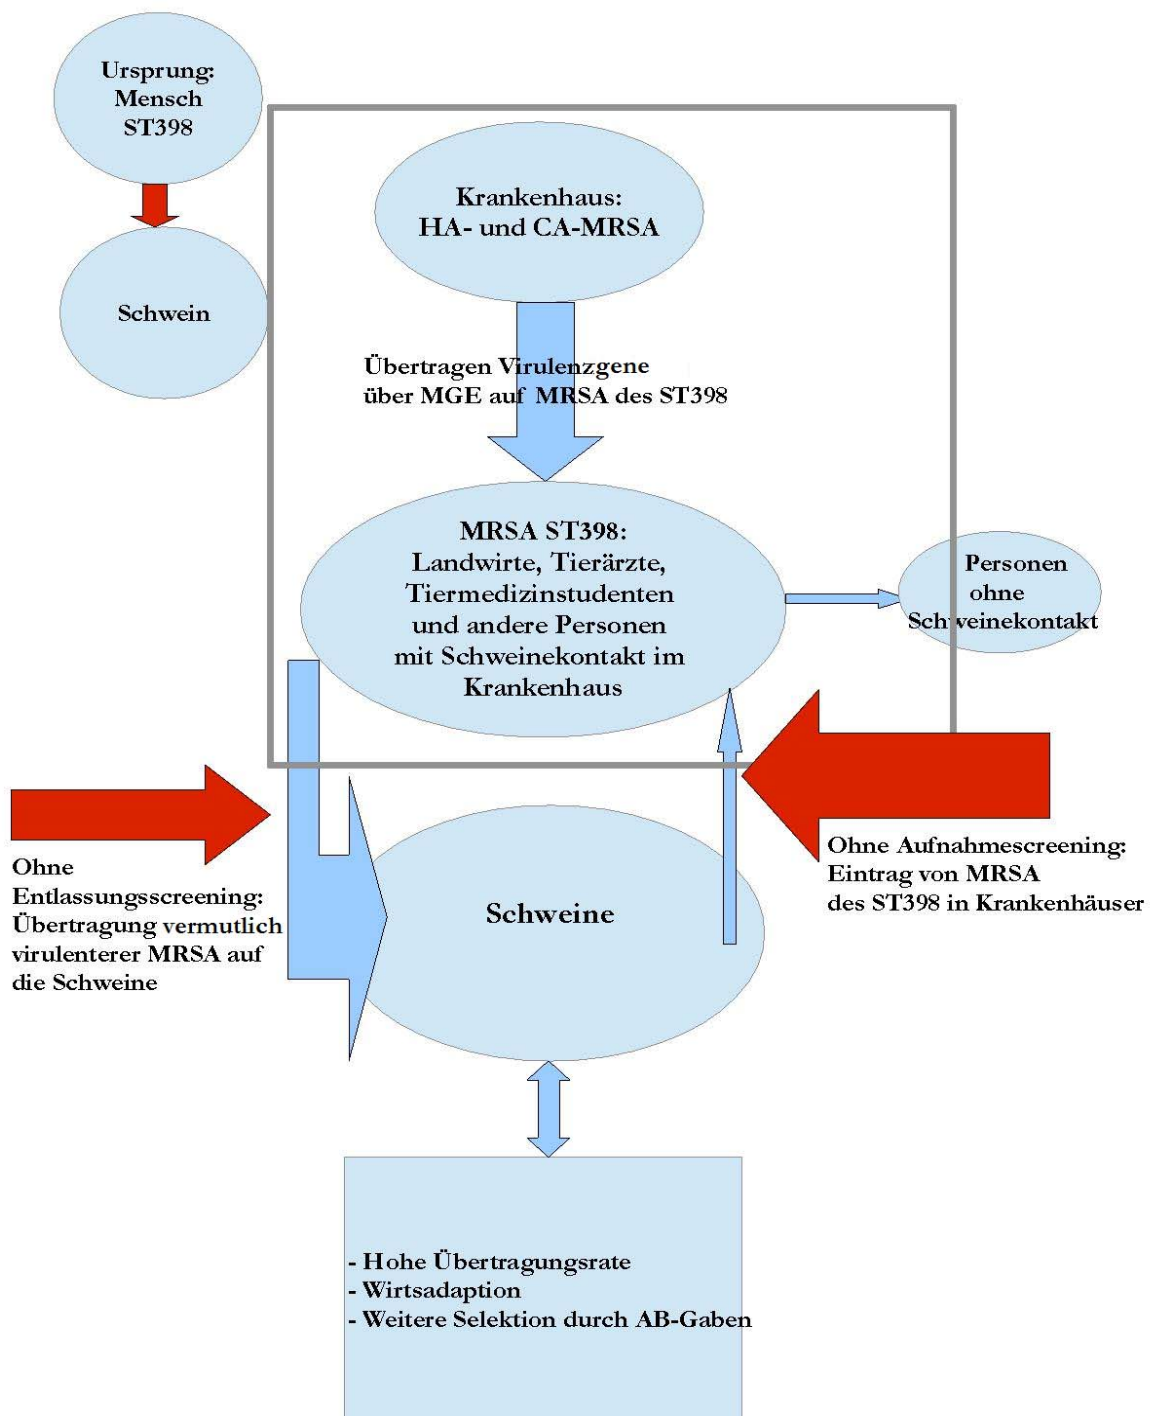 Ursprung:
Mensch
ST398
Schwein
Krankenhaus:
HA- und CA-MRSA
Übertragen Virulenzgene
über MGE auf MRSA des ST398
MRSA ST398:
Landwirte, Tierärzte,
Tiermedizinstudenten
und andere Personen
mit Schweinekontakt im
Krankenhaus
Personen
ohne
Schweinekontakt
Ohne
Entlassungsscreening:
Übertragung vermutlich
virulenterer MRSA auf
die Schweine
Ohne Aufnahmescreening:
Eintrag von MRSA
des ST398 in Krankenhäuser
Schweine
- Hohe Übertragungsrate
- Wirtsadaption
- Weitere Selektion durch AB-Gaben